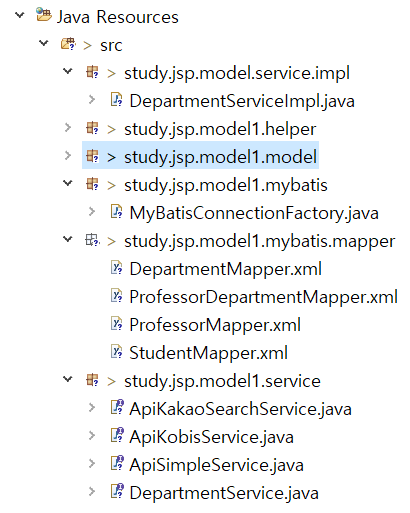 Java Resources
> src
> study.jsp.model.service.impl
> DepartmentServiceImpl.java
> study.jsp.model1.helper
> study.jsp.model1.model
> study.jsp.model1.mybatis
> MyBatisConnectionFactory.java
> study.jsp.model1.mybatis.mapper
DepartmentMapper.xml
ProfessorDepartmentMapper.xml
ProfessorMapper.xml
StudentMapper.xml
> study.jsp.model1.service
ApiKakaoSearchService.java
ApiKobisService.java
ApiSimpleService.java
DepartmentService.java